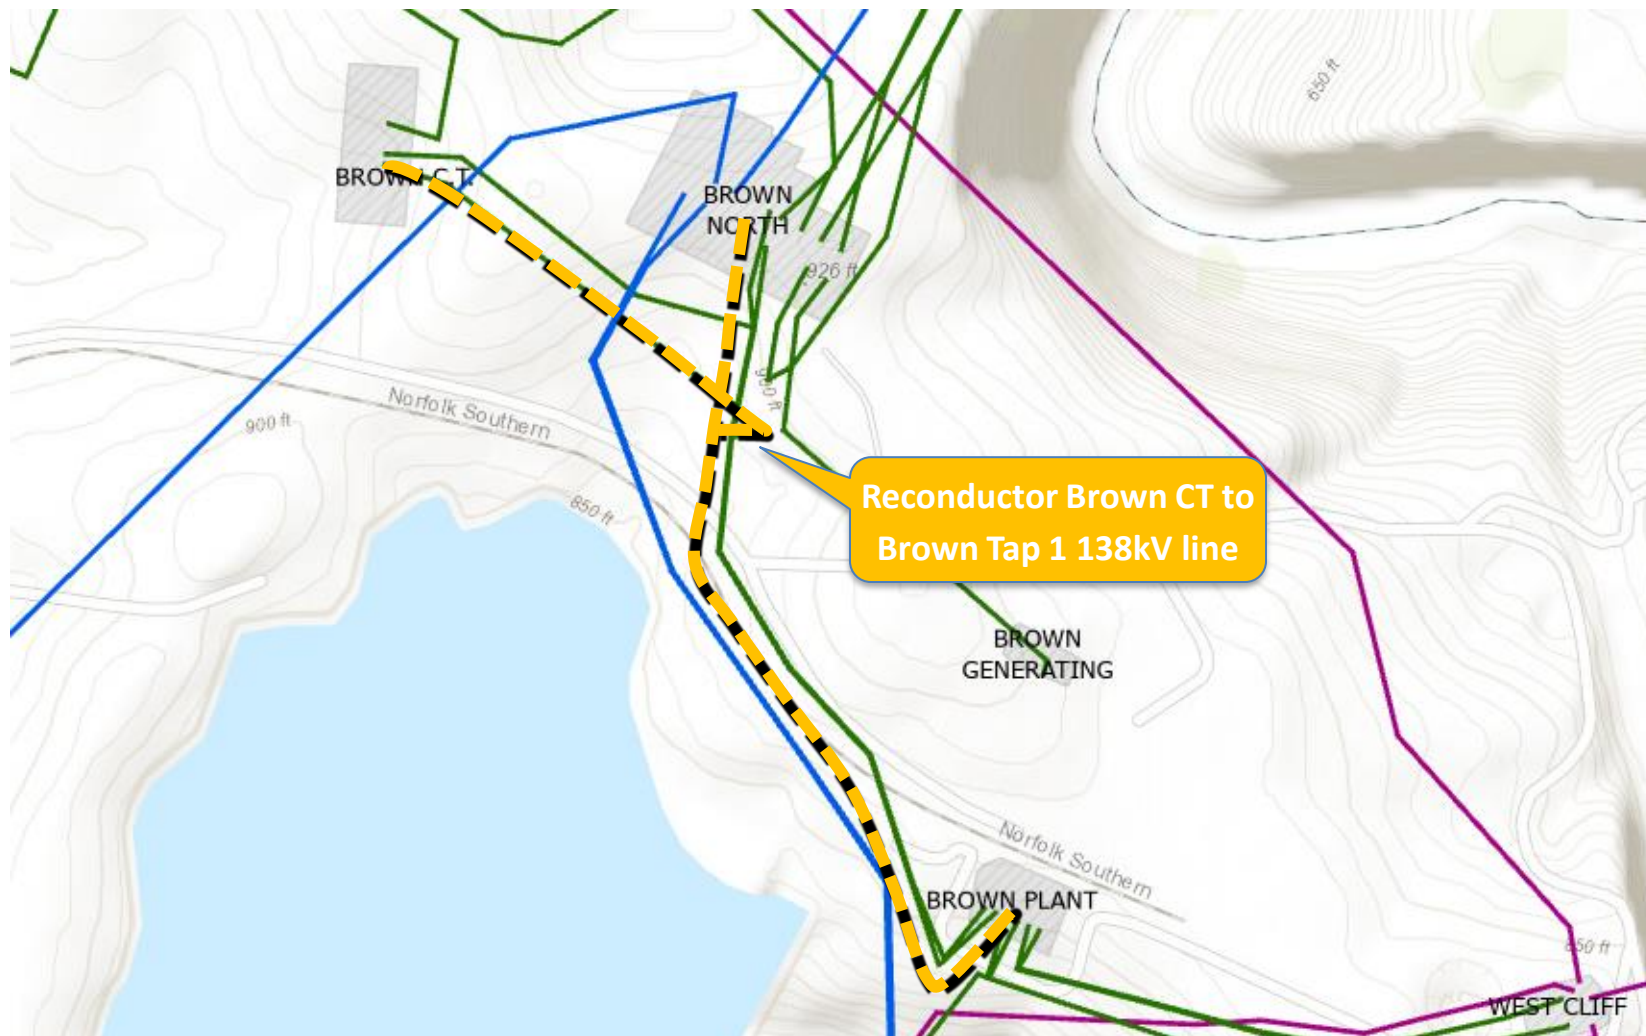 650 ft
BROWN C.T.
BROWN
NORTH
926 ft
900 ft
Norfolk Southern
900 ft
850 ft
Reconductor Brown CT to
Brown Tap 1 138kV line
BROWN
GENERATING
Norfolk Southern
BROWN PLANT
650 ft
WEST CLIFF